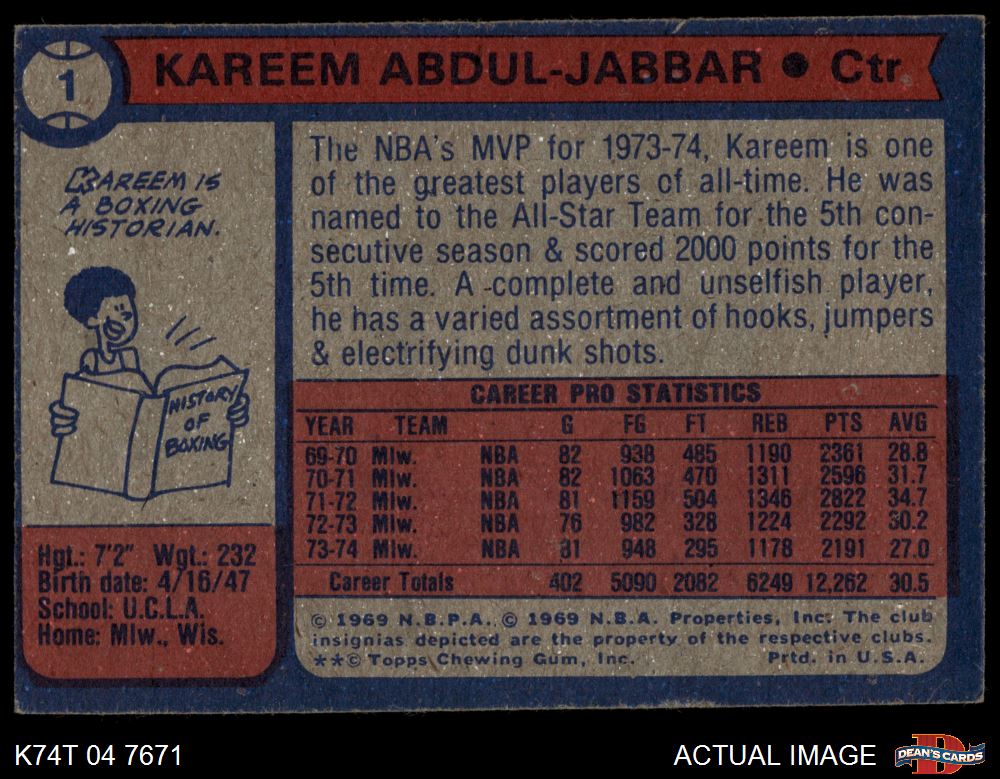 1
KAREEM ABDUL-JABBAR • Ctr.
KAREEM IS
A BOXING
HISTORIAN.
HISTORY
OF
BOXING
Hgt.: 7'2" Wgt.: 232
Birth date: 4/16/47
School: U.C.L.A.
Home: Mlw., Wis.
The NBA's MVP for 1973-74, Kareem is one
of the greatest players of all-time. He was
named to the All-Star Team for the 5th con-
secutive season & scored 2000 points for the
5th time. A complete and unselfish player,
he has a varied assortment of hooks, jumpers
& electrifying dunk shots.
CAREER PRO STATISTICS
YEAR TEAM G FG FT REB PTS AVG
69-70 Mlw. NBA 82 938 485 1190 2361 28.8
70-71 Mlw. NBA 82 1063 470 1311 2596 31.7
71-72 Mlw. NBA 81 1159 504 1346 2822 34.7
72-73 Mlw. NBA 76 982 328 1224 2292 30.2
73-74 Mlw. NBA 81 948 295 1178 2191 27.0
Career Totals 402 5090 2082 6249 12,262 30.5
© 1969 N.B.P.A., © 1969 N.B.A. Properties, Inc. The club
insignias depicted are the property of the respective clubs.
**© Topps Chewing Gum, Inc. Prtd. in U.S.A.
K74T 04 7671
ACTUAL IMAGE
DEAN'S CARDS